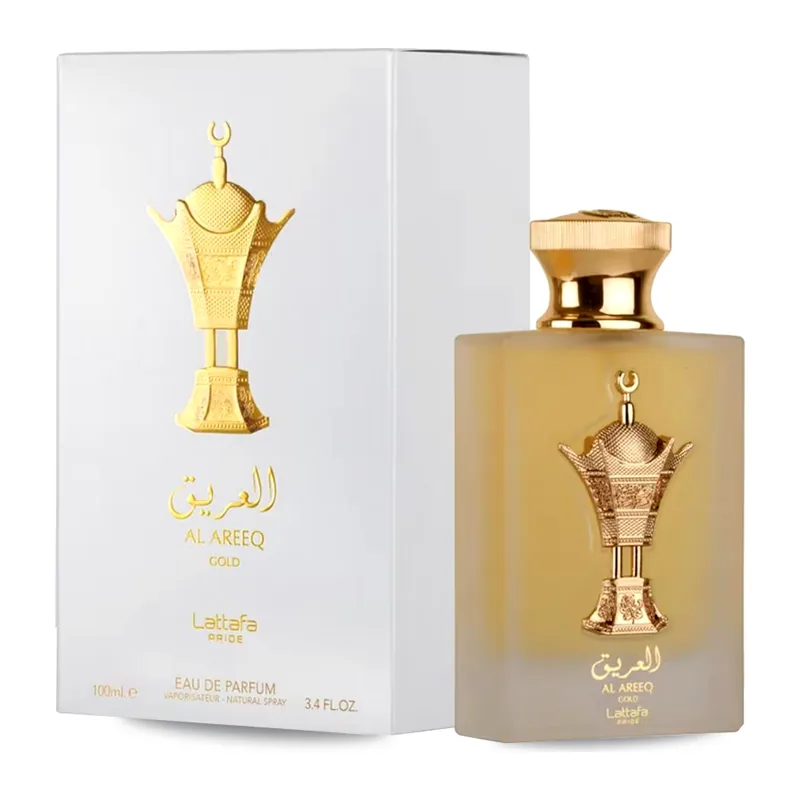 العريق
AL AREEQ
GOLD
Lattafa
PRIDE
100ml e
EAU DE PARFUM
VAPORISATEUR - NATURAL SPRAY
3.4 FL.OZ.
العريق
AL AREEQ
GOLD
Lattafa
PRIDE